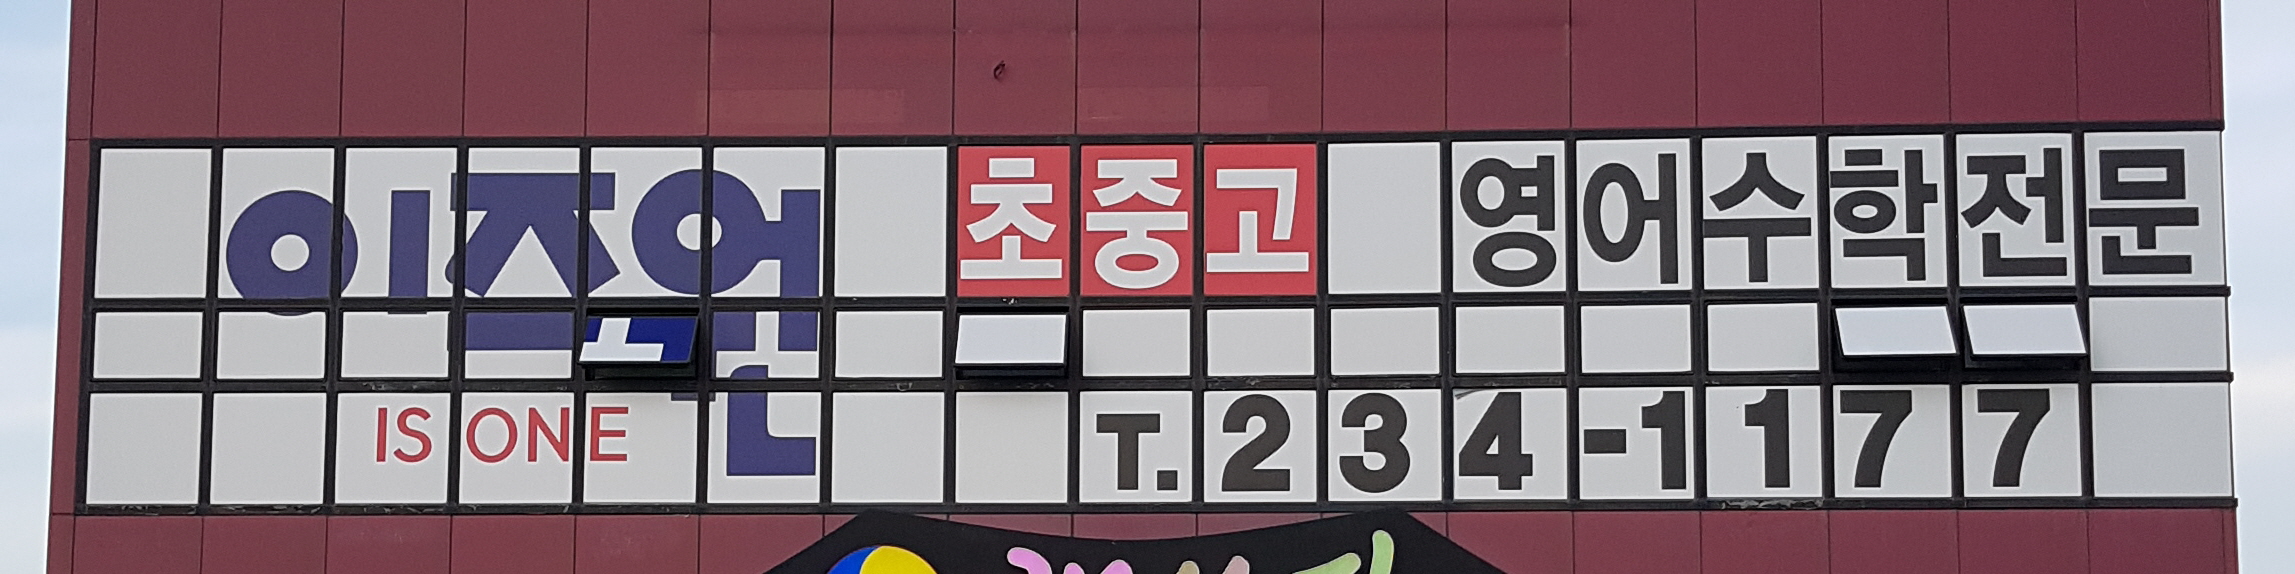 이즈원 초중고 영어수학전문
IS ONE T.234-1177